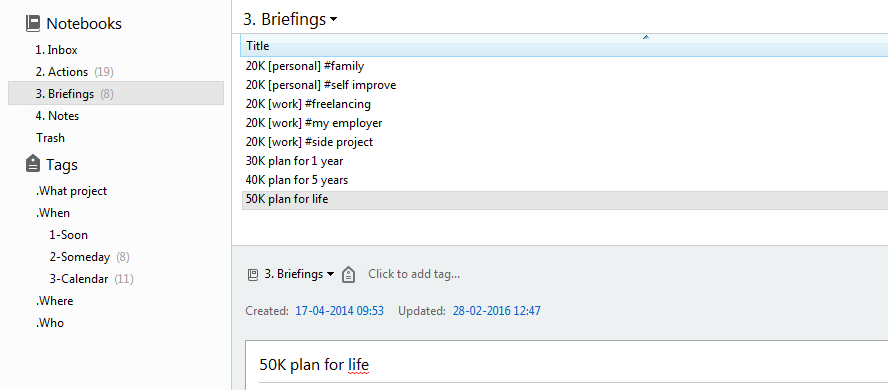 Notebooks
1. Inbox
2. Actions (19)
3. Briefings (8)
4. Notes
Trash
Tags
.What project
.When
1-Soon
2-Someday (8)
3-Calendar (11)
.Where
.Who
3. Briefings
Title
20K [personal] #family
20K [personal] #self improve
20K [work] #freelancing
20K [work] #my employer
20K [work] #side project
30K plan for 1 year
40K plan for 5 years
50K plan for life
3. Briefings Click to add tag...
Created: 17-04-2014 09:53 Updated: 28-02-2016 12:47
50K plan for life